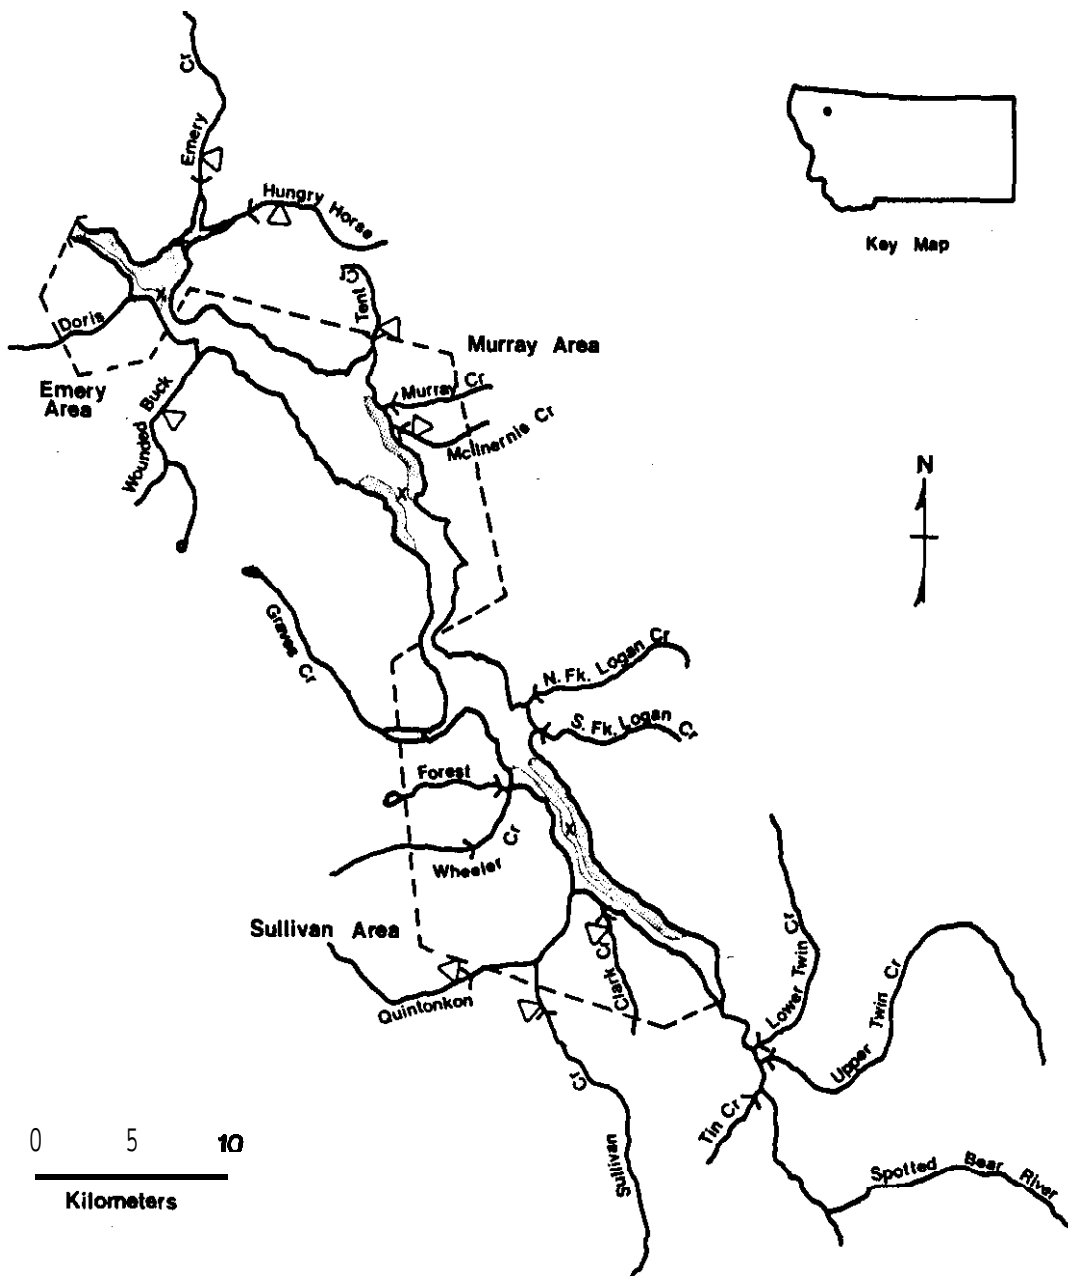 Emery Cr
Hungry Horse
Key Map
Tent Cr
Doris
Murray Area
Emery
Area
Murray Cr
McInernie Cr
Wounded Buck
N
Graves Cr
N. Fk. Logan Cr
S. Fk. Logan Cr
Forest
X
X
X
Wheeler Cr
Sullivan Area
Clark Cr
Lower Twin Cr
Upper Twin Cr
Quintonkon
Tin Cr
Sullivan Cr
Spotted Bear River
0 5 10
Kilometers